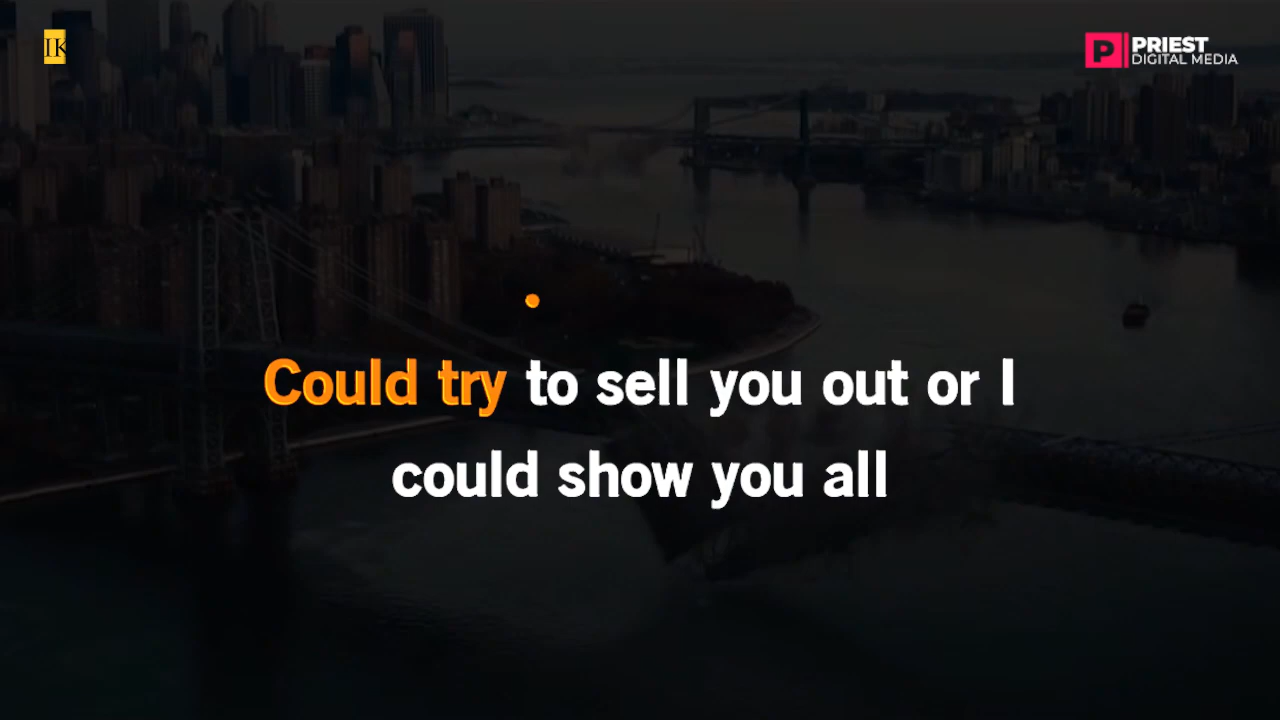 IK
PRIEST
DIGITAL MEDIA
Could try to sell you out or I
could show you all